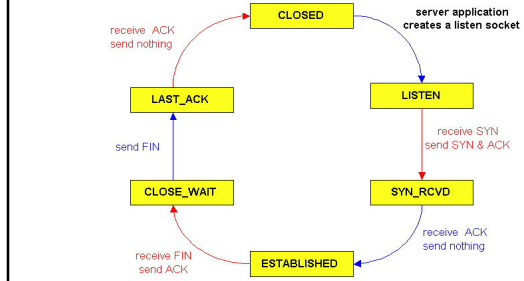 CLOSED
server application
creates a listen socket
receive ACK
send nothing
LAST_ACK
LISTEN
receive SYN
send SYN & ACK
send FIN
CLOSE_WAIT
SYN_RCVD
receive ACK
send nothing
receive FIN
send ACK
ESTABLISHED